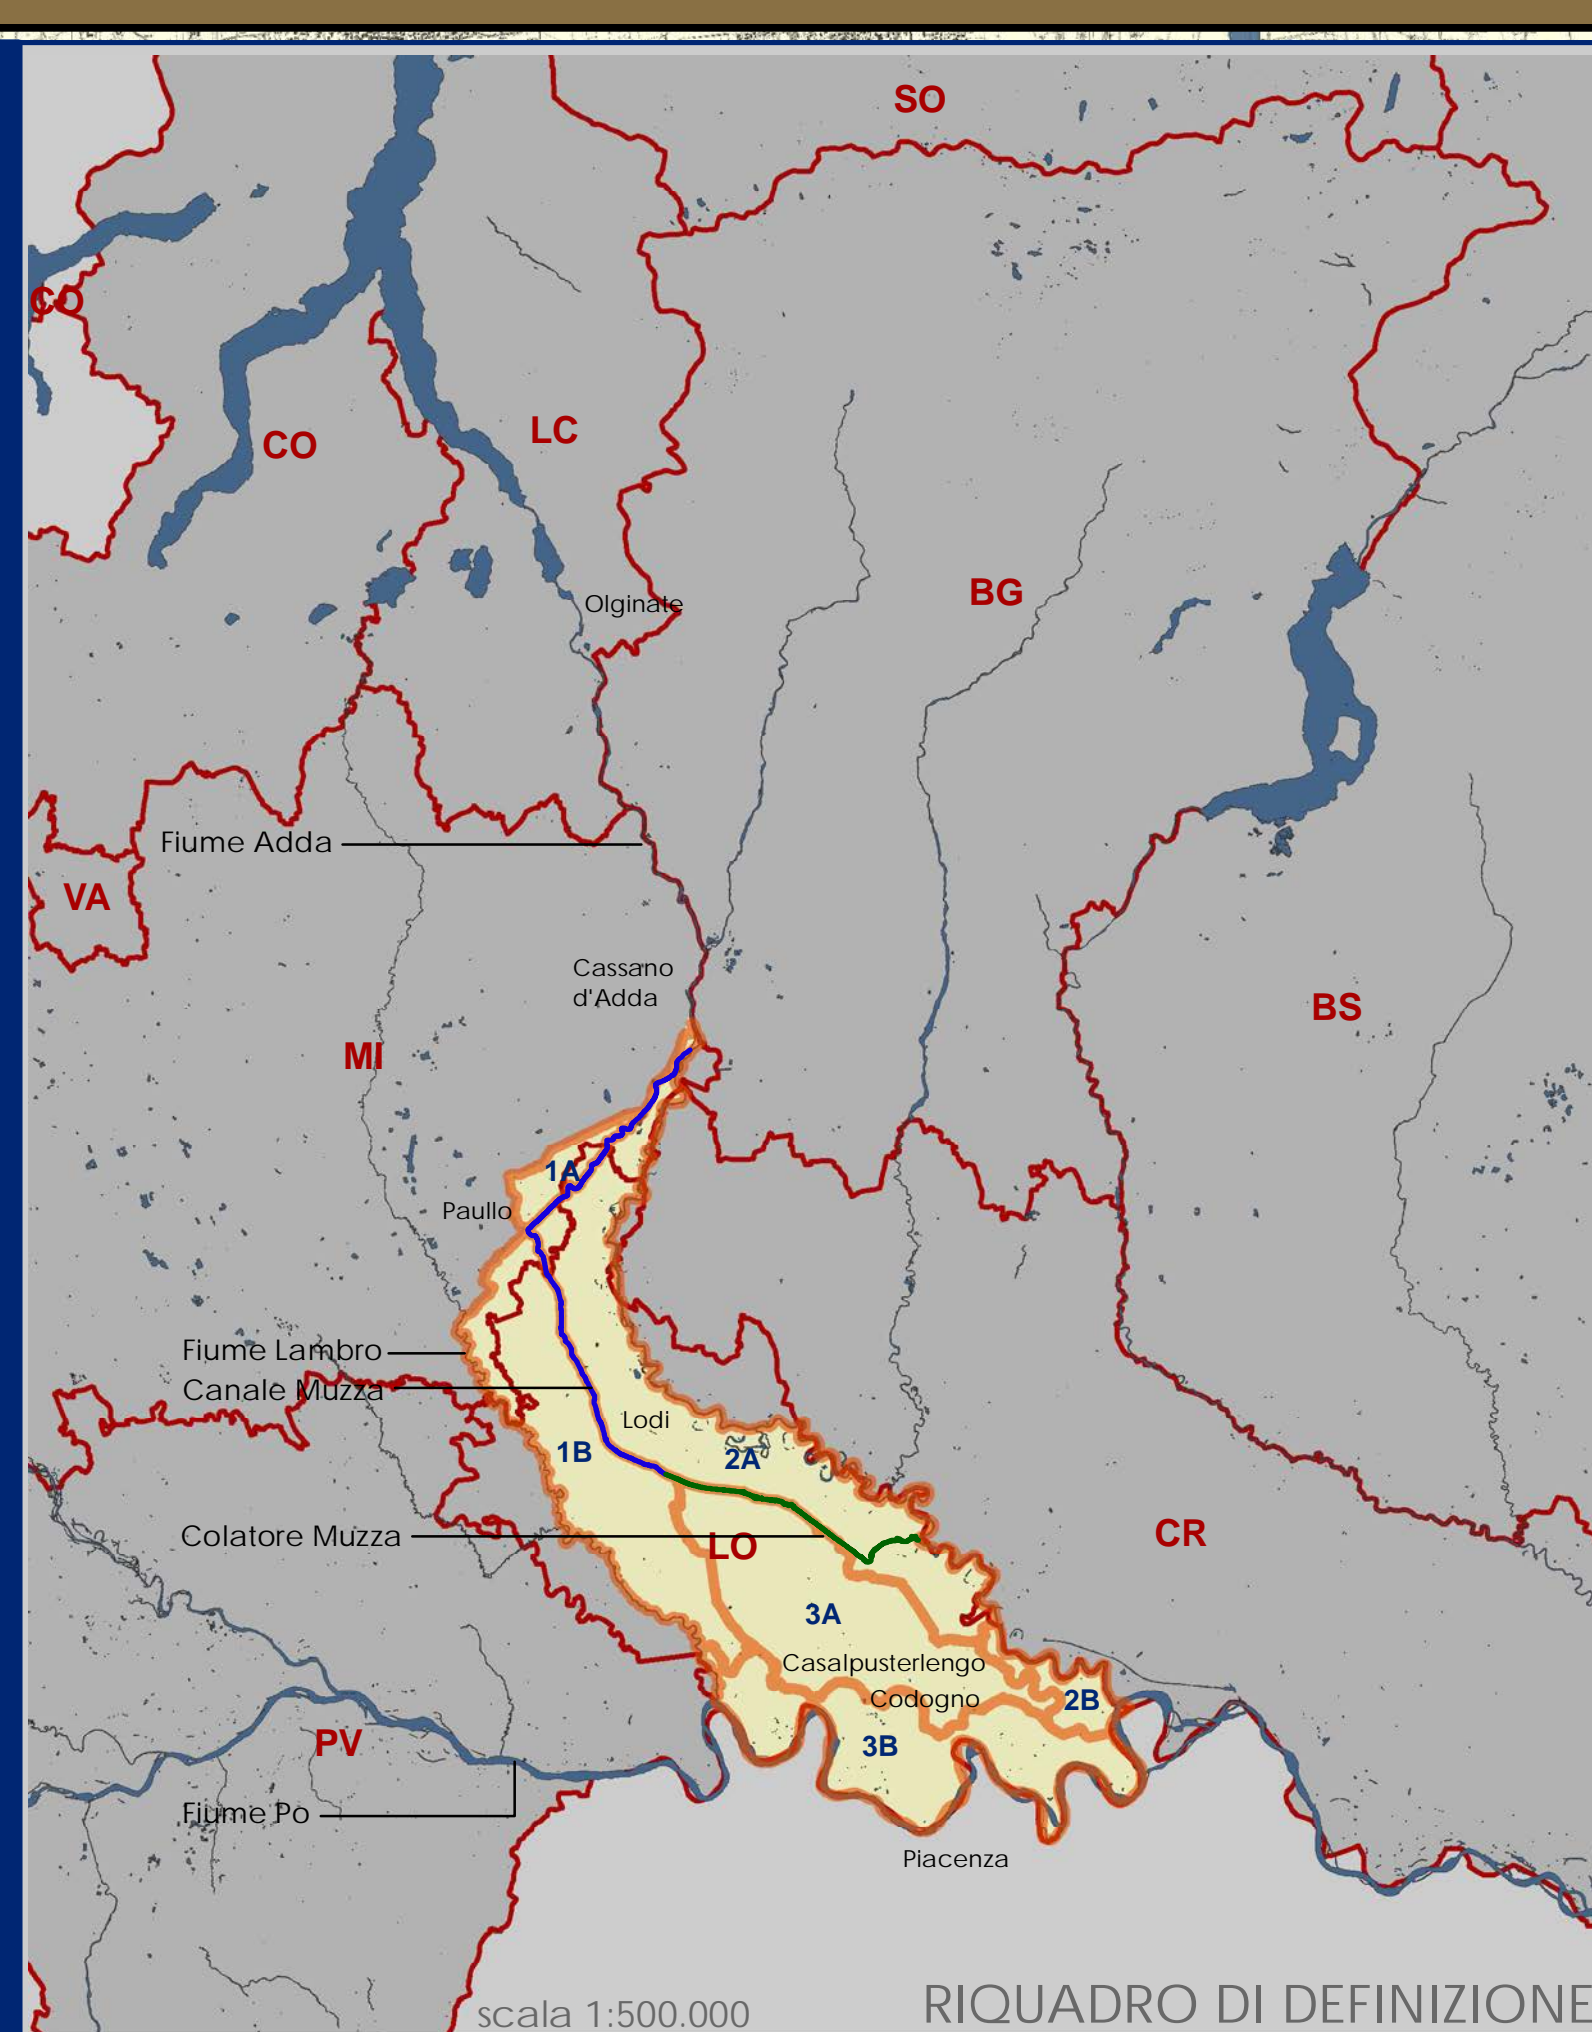 SO
CO
CO
LC
Olginate
BG
Fiume Adda
VA
Cassano
d'Adda
BS
MI
1A
Paullo
Fiume Lambro
Canale Muzza
Lodi
1B
2A
Colatore Muzza
LO
CR
3A
Casalpusterlengo
Codogno
2B
PV
3B
Fiume Po
Piacenza
scala 1:500.000
RIQUADRO DI DEFINIZIONE